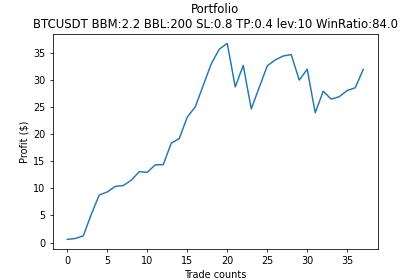 Portfolio
BTCUSDT BBM:2.2 BBL:200 SL:0.8 TP:0.4 lev:10 WinRatio:84.0
Profit ($)
35
30
25
20
15
10
5
0
0 5 10 15 20 25 30 35
Trade counts